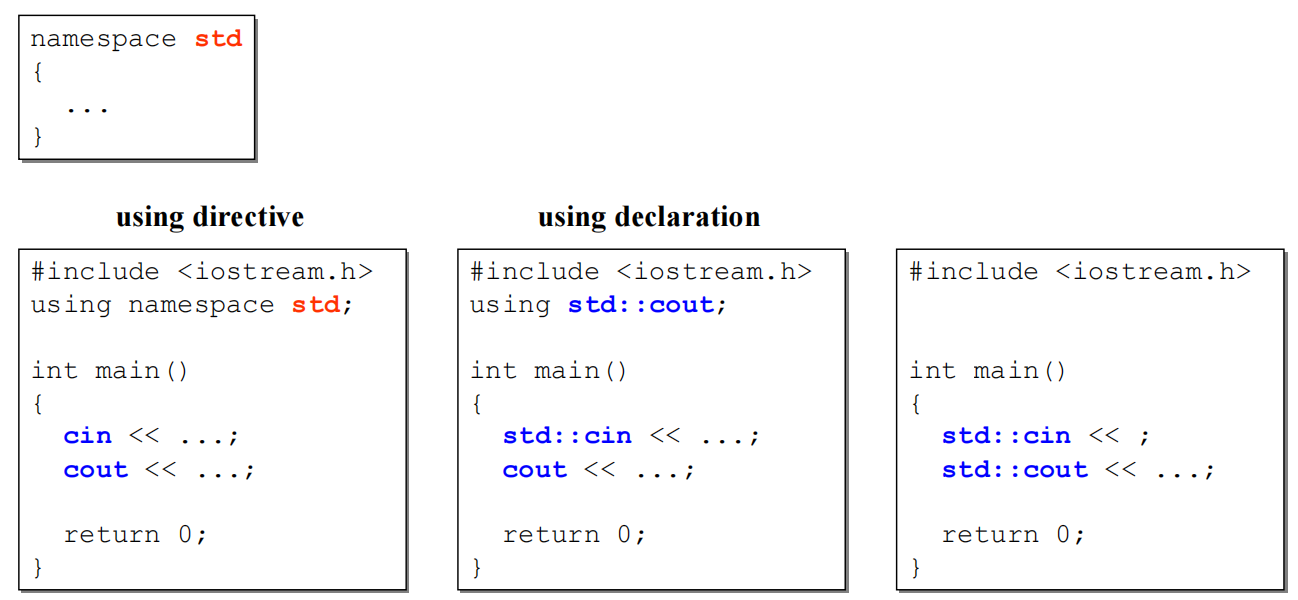 namespace std
{
...
}
using directive
#include <iostream.h>
using namespace std;
int main()
{
cin << ...;
cout << ...;
return 0;
}
using declaration
#include <iostream.h>
using std::cout;
int main()
{
std::cin << ...;
cout << ...;
return 0;
}
#include <iostream.h>
int main()
{
std::cin << ;
std::cout << ...;
return 0;
}